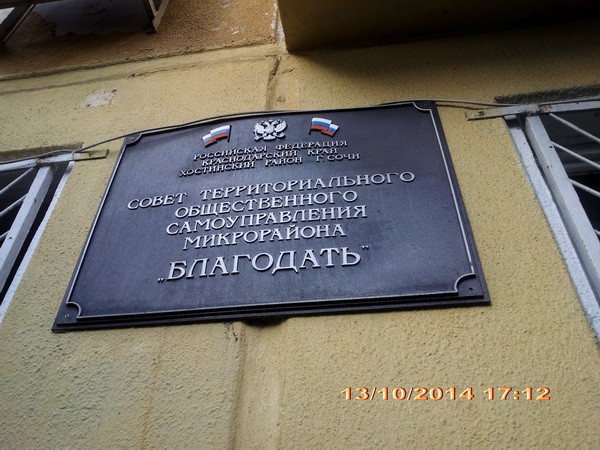 РОССИЙСКАЯ ФЕДЕРАЦИЯ
КРАСНОДАРСКИЙ КРАЙ
ХОСТИНСКИЙ РАЙОН Г. СОЧИ
СОВЕТ ТЕРРИТОРИАЛЬНОГО
ОБЩЕСТВЕННОГО
САМОУПРАВЛЕНИЯ
МИКРОРАЙОНА
„БЛАГОДАТЬ"
13/10/2014 17:12